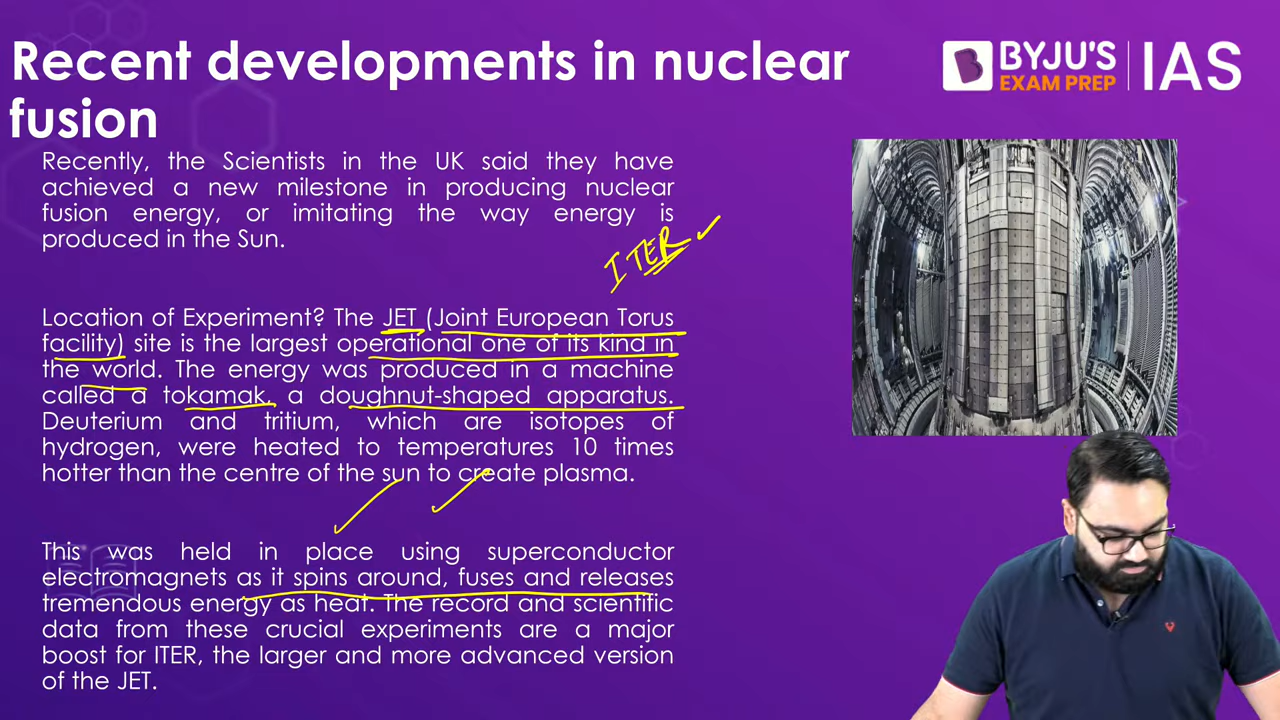 Recent developments in nuclear
fusion
BYJU'S
EXAM PREP
IAS
Recently, the Scientists in the UK said they have
achieved a new milestone in producing nuclear
fusion energy, or imitating the way energy is
produced in the Sun.
ITER
Location of Experiment? The JET (Joint European Torus
facility) site is the largest operational one of its kind in
the world. The energy was produced in a machine
called a tokamak, a doughnut-shaped apparatus.
Deuterium and tritium, which are isotopes of
hydrogen, were heated to temperatures 10 times
hotter than the centre of the sun to create plasma.
This was held in place using superconductor
electromagnets as it spins around, fuses and releases
tremendous energy as heat. The record and scientific
data from these crucial experiments are a major
boost for ITER, the larger and more advanced version
of the JET.